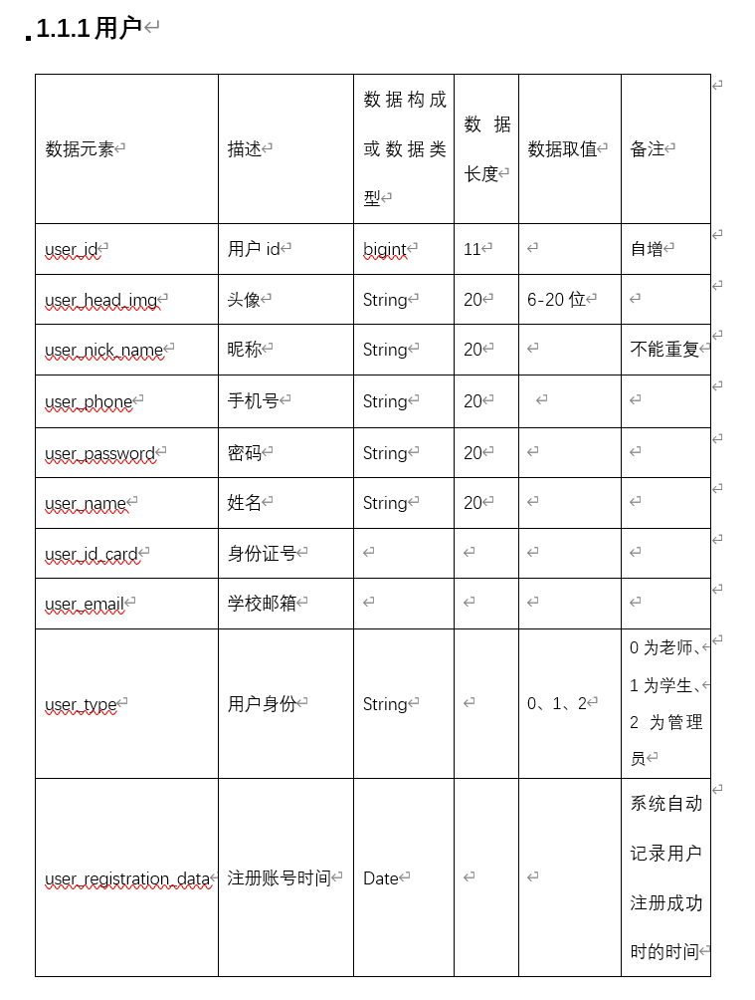 1.1.1 用户
数据元素 描述 数据构成或数据类型 数据长度 数据取值 备注
user_id 用户 id bigint 11 自增
user_head_img 头像 String 20 6-20 位
user_nick_name 昵称 String 20 不能重复
user_phone 手机号 String 20
user_password 密码 String 20
user_name 姓名 String 20
user_id_card 身份证号
user_email 学校邮箱
user_type 用户身份 String 0、1、2 0 为老师、1 为学生、2 为管理员
user_registration_data 注册账号时间 Date 系统自动记录用户注册成功时的时间